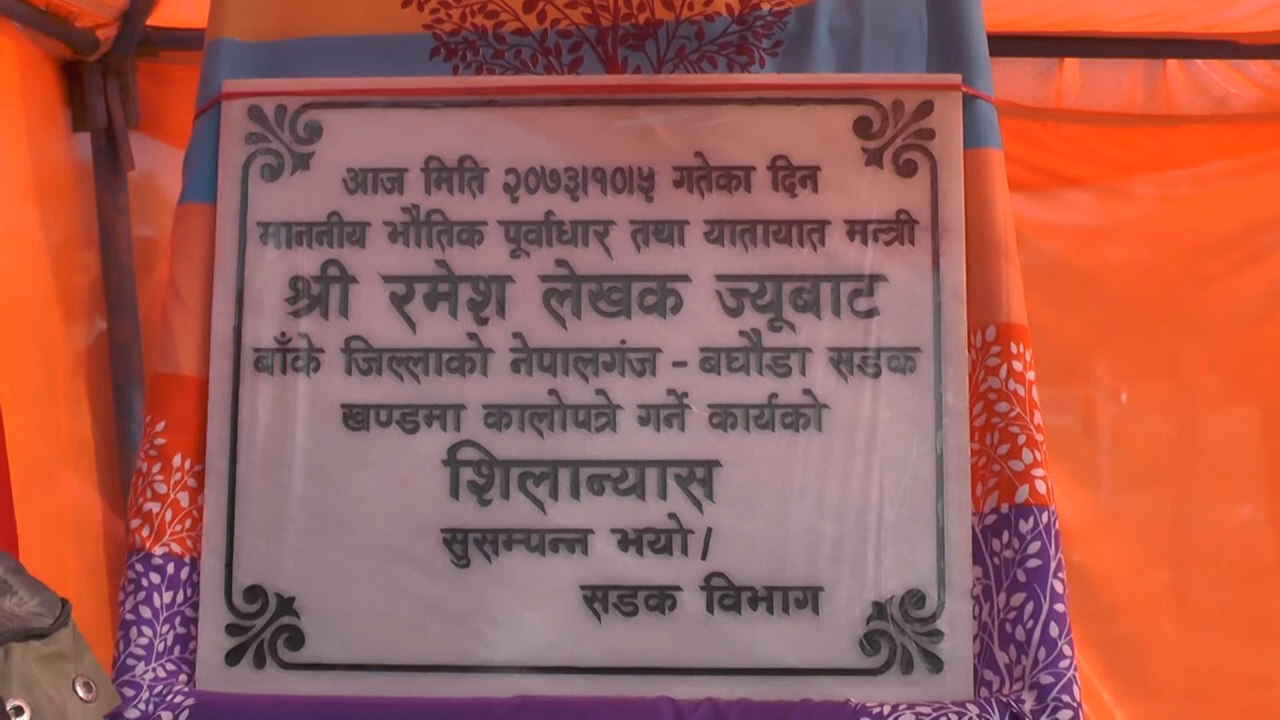 आज मिति २०७३।१०।५ गतेका दिन
माननीय भौतिक पूर्वाधार तथा यातायात मन्त्री
श्री रमेश लेखक ज्यूबाट
बाँके जिल्लाको नेपालगंज - बघौडा सडक
खण्डमा कालोपत्रे गर्ने कार्यको
शिलान्यास
सुसम्पन्न भयो।
सडक विभाग